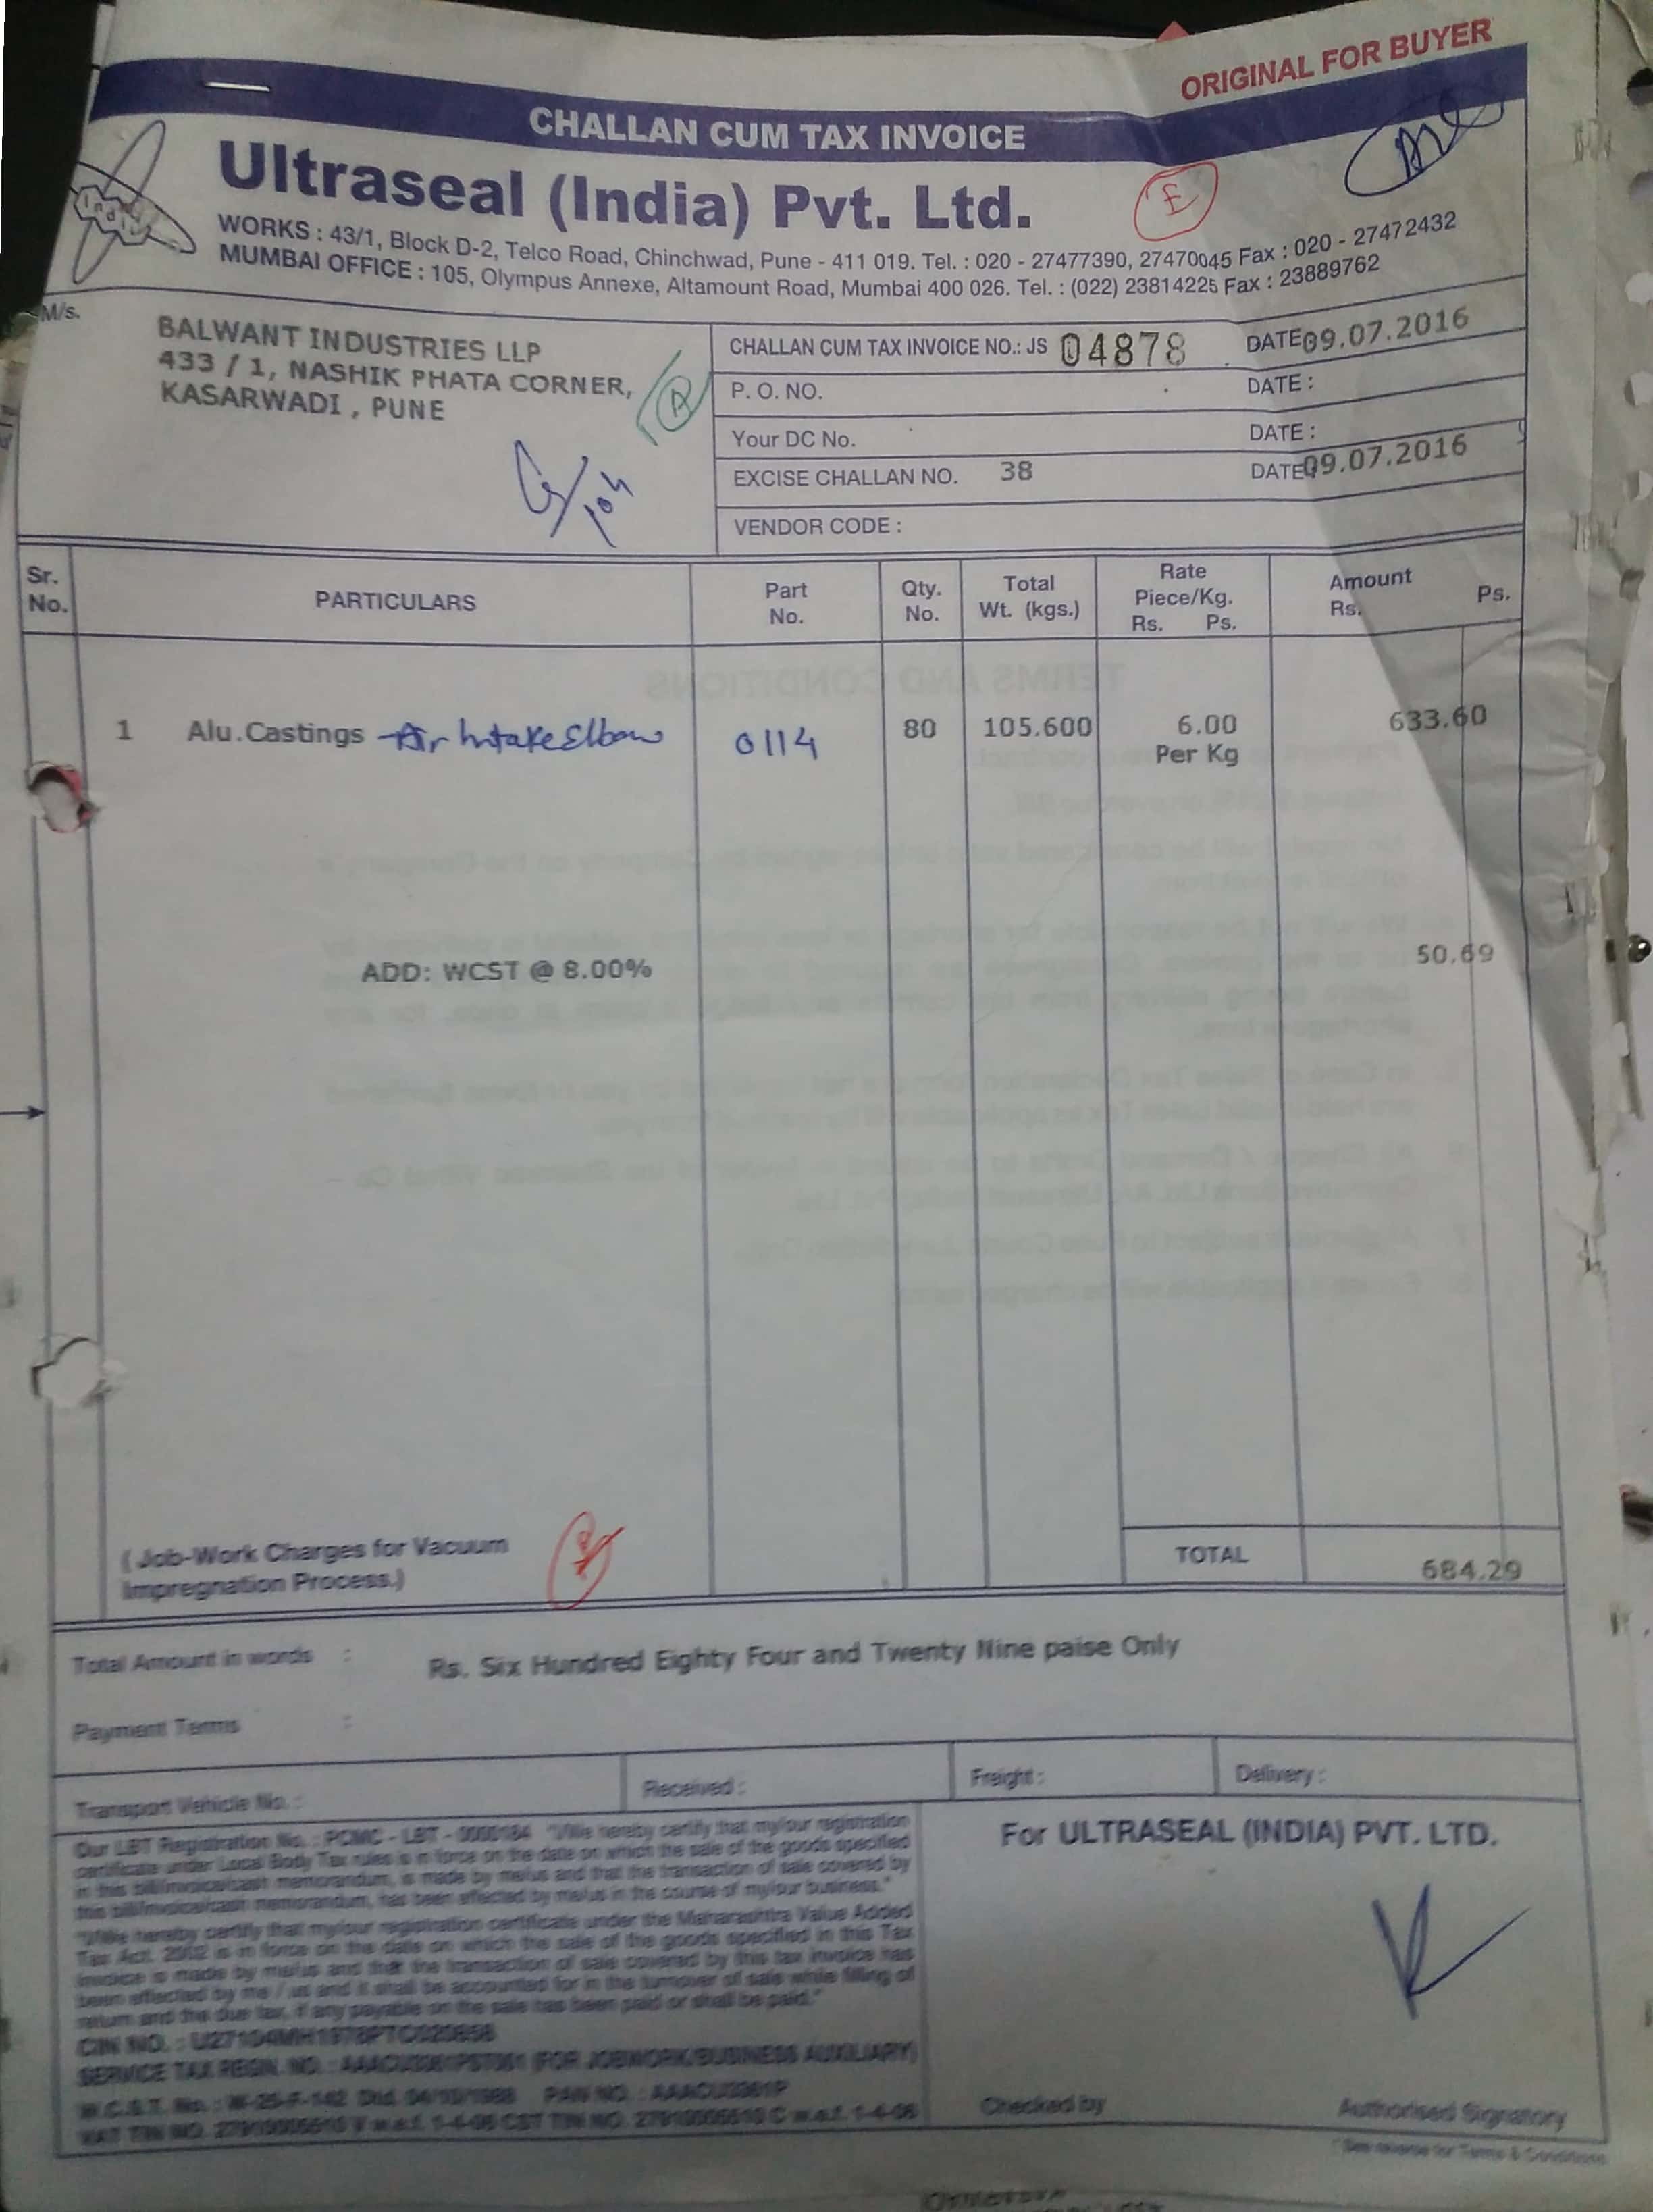 ORIGINAL FOR BUYER
CHALLAN CUM TAX INVOICE
Ultraseal (India) Pvt. Ltd.
WORKS : 43/1, Block D-2, Telco Road, Chinchwad, Pune - 411 019. Tel. : 020 - 27477390, 27470045 Fax : 020 - 27472432
MUMBAI OFFICE : 105, Olympus Annexe, Altamount Road, Mumbai 400 026. Tel. : (022) 23814225 Fax : 23889762
M/s.
BALWANT INDUSTRIES LLP
433 / 1, NASHIK PHATA CORNER,
KASARWADI , PUNE
CHALLAN CUM TAX INVOICE NO.: JS 04878 DATE 09.07.2016
P. O. NO. DATE :
Your DC No. DATE :
EXCISE CHALLAN NO. 38 DATE 09.07.2016
VENDOR CODE :
Sr. No. PARTICULARS Part No. Qty. No. Total Wt. (kgs.) Rate Piece/Kg. Rs. Ps. Amount Rs. Ps.
1 Alu.Castings Air Intake Elbow 0114 80 105.600 6.00 633.60
Per Kg
ADD: WCST @ 8.00% 50.69
(Job-Work Charges for Vacuum
Impregnation Process.)
TOTAL 684.29
Total Amount in words : Rs. Six Hundred Eighty Four and Twenty Nine paise Only
Payment Terms :
Transport Vehicle No. : Received : Freight : Delivery :
Our LBT Registration No. : PCMC - LBT - 0000184 "I/We hereby certify that my/our registration
certificate under Local Body Tax rules is in force on the date on which the sale of the goods specified
in this bill/invoice/cash memorandum, is made by me/us and that the transaction of sale covered by
this bill/invoice/cash memorandum, has been effected by me/us in the course of my/our business."
"I/We hereby certify that my/our registration certificate under the Maharashtra Value Added
Tax Act. 2002 is in force on the date on which the sale of the goods specified in this Tax
Invoice is made by me/us and that the transaction of sale covered by this tax invoice has
been effected by me / us and it shall be accounted for in the turnover of sale while filling of
return and the due tax, if any payable on the sale has been paid or shall be paid."
CIN NO. :
SERVICE TAX REGN. NO. : (FOR JOBWORK/BUSINESS AUXILIARY)
W.C.S.T. No. : PAN NO. :
VAT TIN NO. w.e.f. 1-4-06 CST TIN NO. w.e.f. 1-4-06
For ULTRASEAL (INDIA) PVT. LTD.
Checked by Authorised Signatory
* See reverse for Terms & Conditions